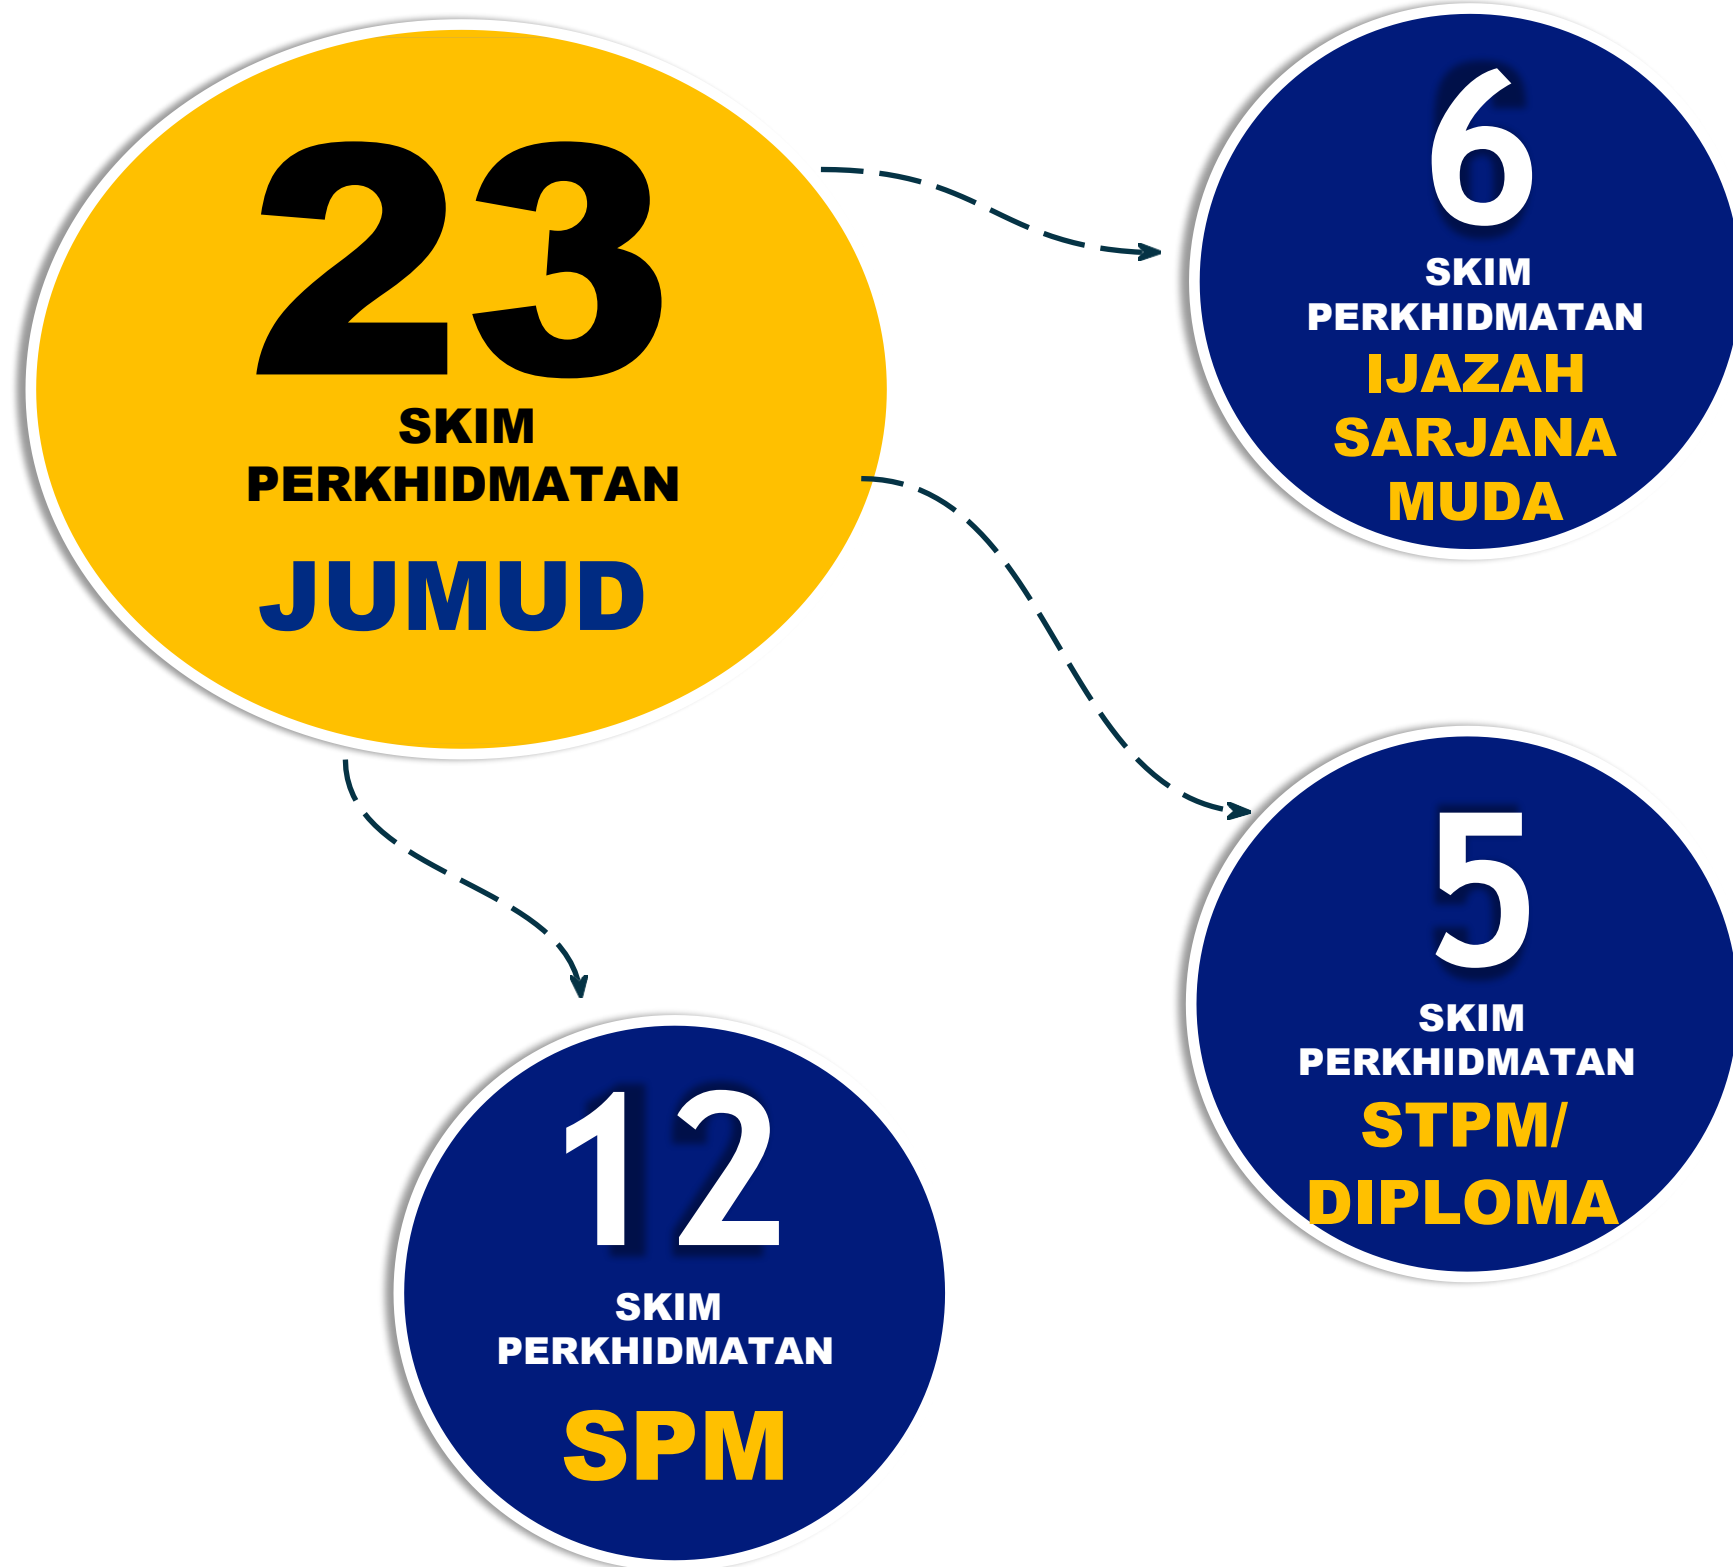 23
SKIM
PERKHIDMATAN
JUMUD
6
SKIM
PERKHIDMATAN
IJAZAH
SARJANA
MUDA
5
SKIM
PERKHIDMATAN
STPM/
DIPLOMA
12
SKIM
PERKHIDMATAN
SPM